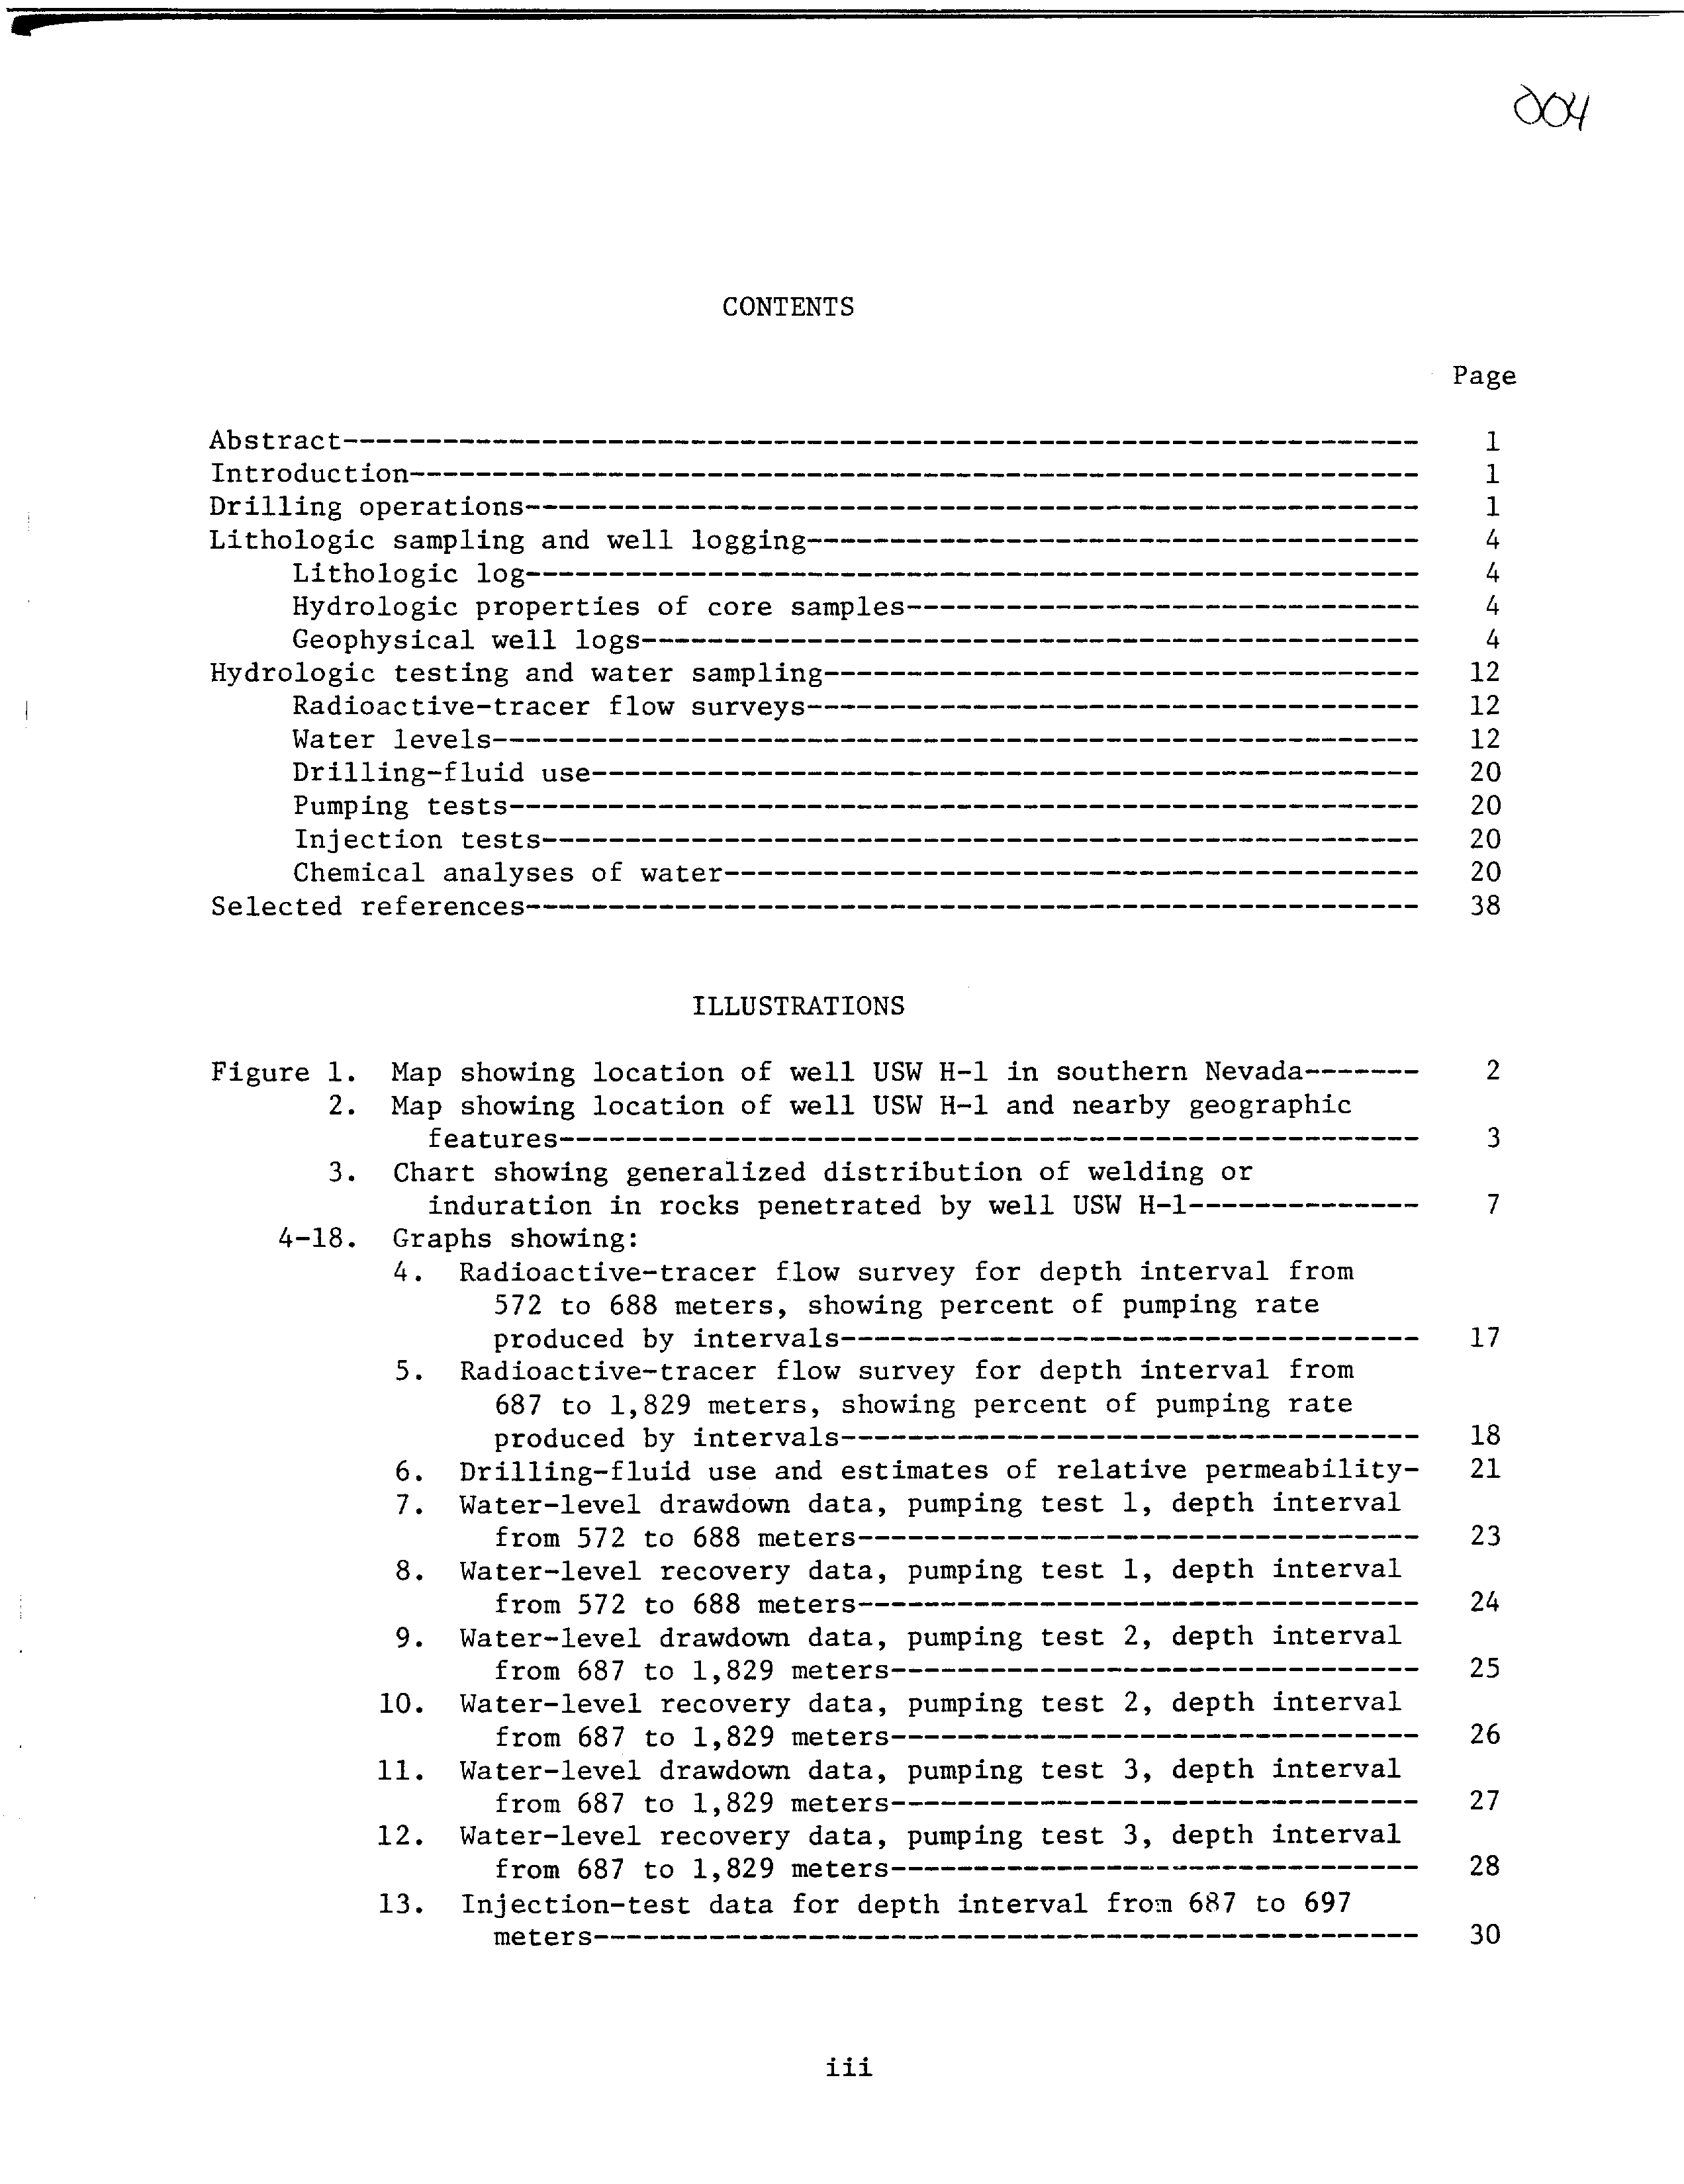 204
CONTENTS
Page
Abstract----------------------------------------------------------------- 1
Introduction------------------------------------------------------------- 1
Drilling operations------------------------------------------------------ 1
Lithologic sampling and well logging------------------------------------- 4
Lithologic log------------------------------------------------------ 4
Hydrologic properties of core samples------------------------------- 4
Geophysical well logs----------------------------------------------- 4
Hydrologic testing and water sampling------------------------------------ 12
Radioactive-tracer flow surveys------------------------------------- 12
Water levels-------------------------------------------------------- 12
Drilling-fluid use-------------------------------------------------- 20
Pumping tests------------------------------------------------------- 20
Injection tests----------------------------------------------------- 20
Chemical analyses of water------------------------------------------ 20
Selected references------------------------------------------------------ 38
ILLUSTRATIONS
Figure 1. Map showing location of well USW H-1 in southern Nevada------- 2
2. Map showing location of well USW H-1 and nearby geographic
features---------------------------------------------------- 3
3. Chart showing generalized distribution of welding or
induration in rocks penetrated by well USW H-1-------------- 7
4-18. Graphs showing:
4. Radioactive-tracer flow survey for depth interval from
572 to 688 meters, showing percent of pumping rate
produced by intervals----------------------------------- 17
5. Radioactive-tracer flow survey for depth interval from
687 to 1,829 meters, showing percent of pumping rate
produced by intervals----------------------------------- 18
6. Drilling-fluid use and estimates of relative permeability- 21
7. Water-level drawdown data, pumping test 1, depth interval
from 572 to 688 meters---------------------------------- 23
8. Water-level recovery data, pumping test 1, depth interval
from 572 to 688 meters---------------------------------- 24
9. Water-level drawdown data, pumping test 2, depth interval
from 687 to 1,829 meters-------------------------------- 25
10. Water-level recovery data, pumping test 2, depth interval
from 687 to 1,829 meters-------------------------------- 26
11. Water-level drawdown data, pumping test 3, depth interval
from 687 to 1,829 meters-------------------------------- 27
12. Water-level recovery data, pumping test 3, depth interval
from 687 to 1,829 meters-------------------------------- 28
13. Injection-test data for depth interval from 687 to 697
meters-------------------------------------------------- 30
iii